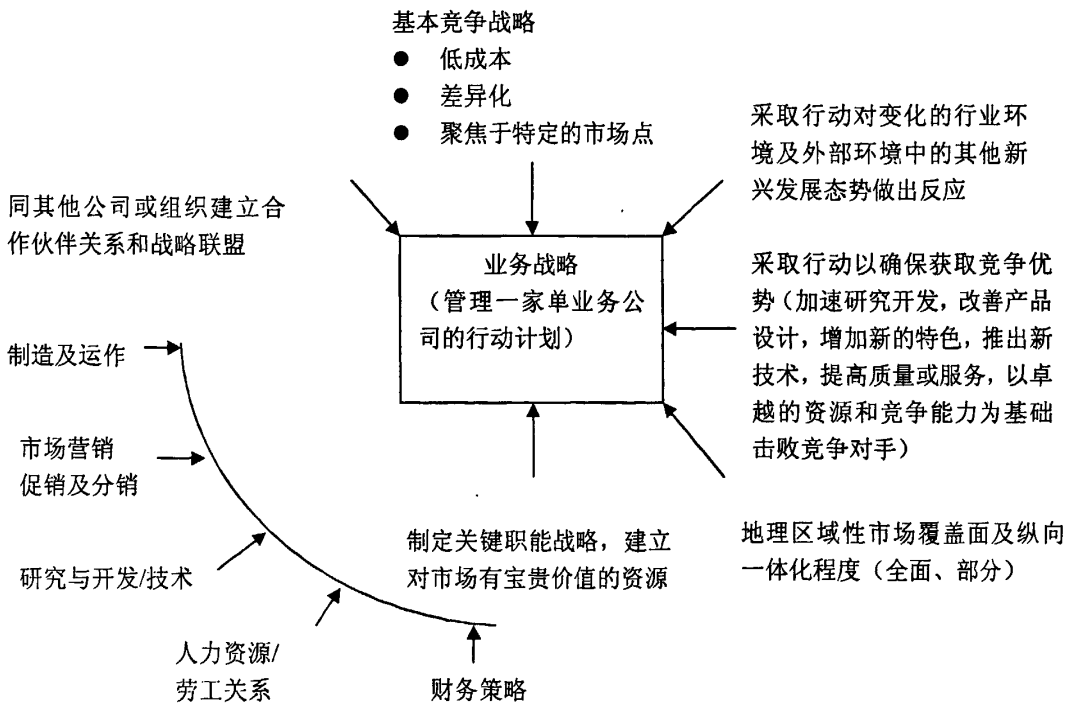 基本竞争战略
● 低成本
● 差异化
● 聚焦于特定的市场点
采取行动对变化的行业环
境及外部环境中的其他新
兴发展态势做出反应
同其他公司或组织建立合
作伙伴关系和战略联盟
业务战略
（管理一家单业务公
司的行动计划）
采取行动以确保获取竞争优
势（加速研究开发，改善产品
设计，增加新的特色，推出新
技术，提高质量或服务，以卓
越的资源和竞争能力为基础
击败竞争对手）
制造及运作
市场营销
促销及分销
研究与开发/技术
人力资源/
劳工关系
财务策略
制定关键职能战略，建立
对市场有宝贵价值的资源
地理区域性市场覆盖面及纵向
一体化程度（全面、部分）